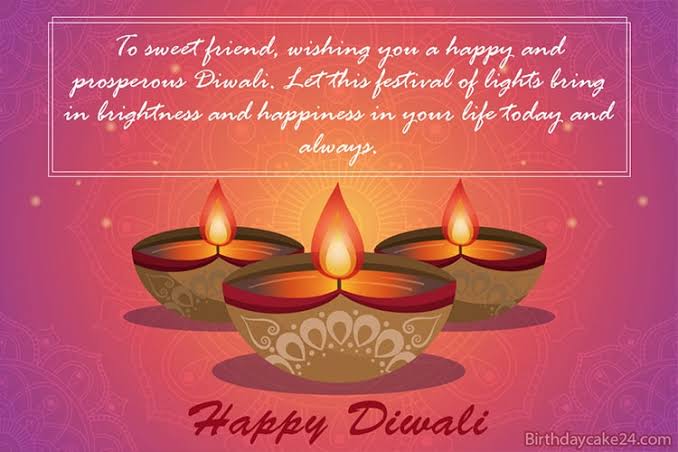 To sweet friend, wishing you a happy and
prosperous Diwali. Let this festival of lights bring
in brightness and happiness in your life today and
always.
Happy Diwali
Birthdaycake24.com